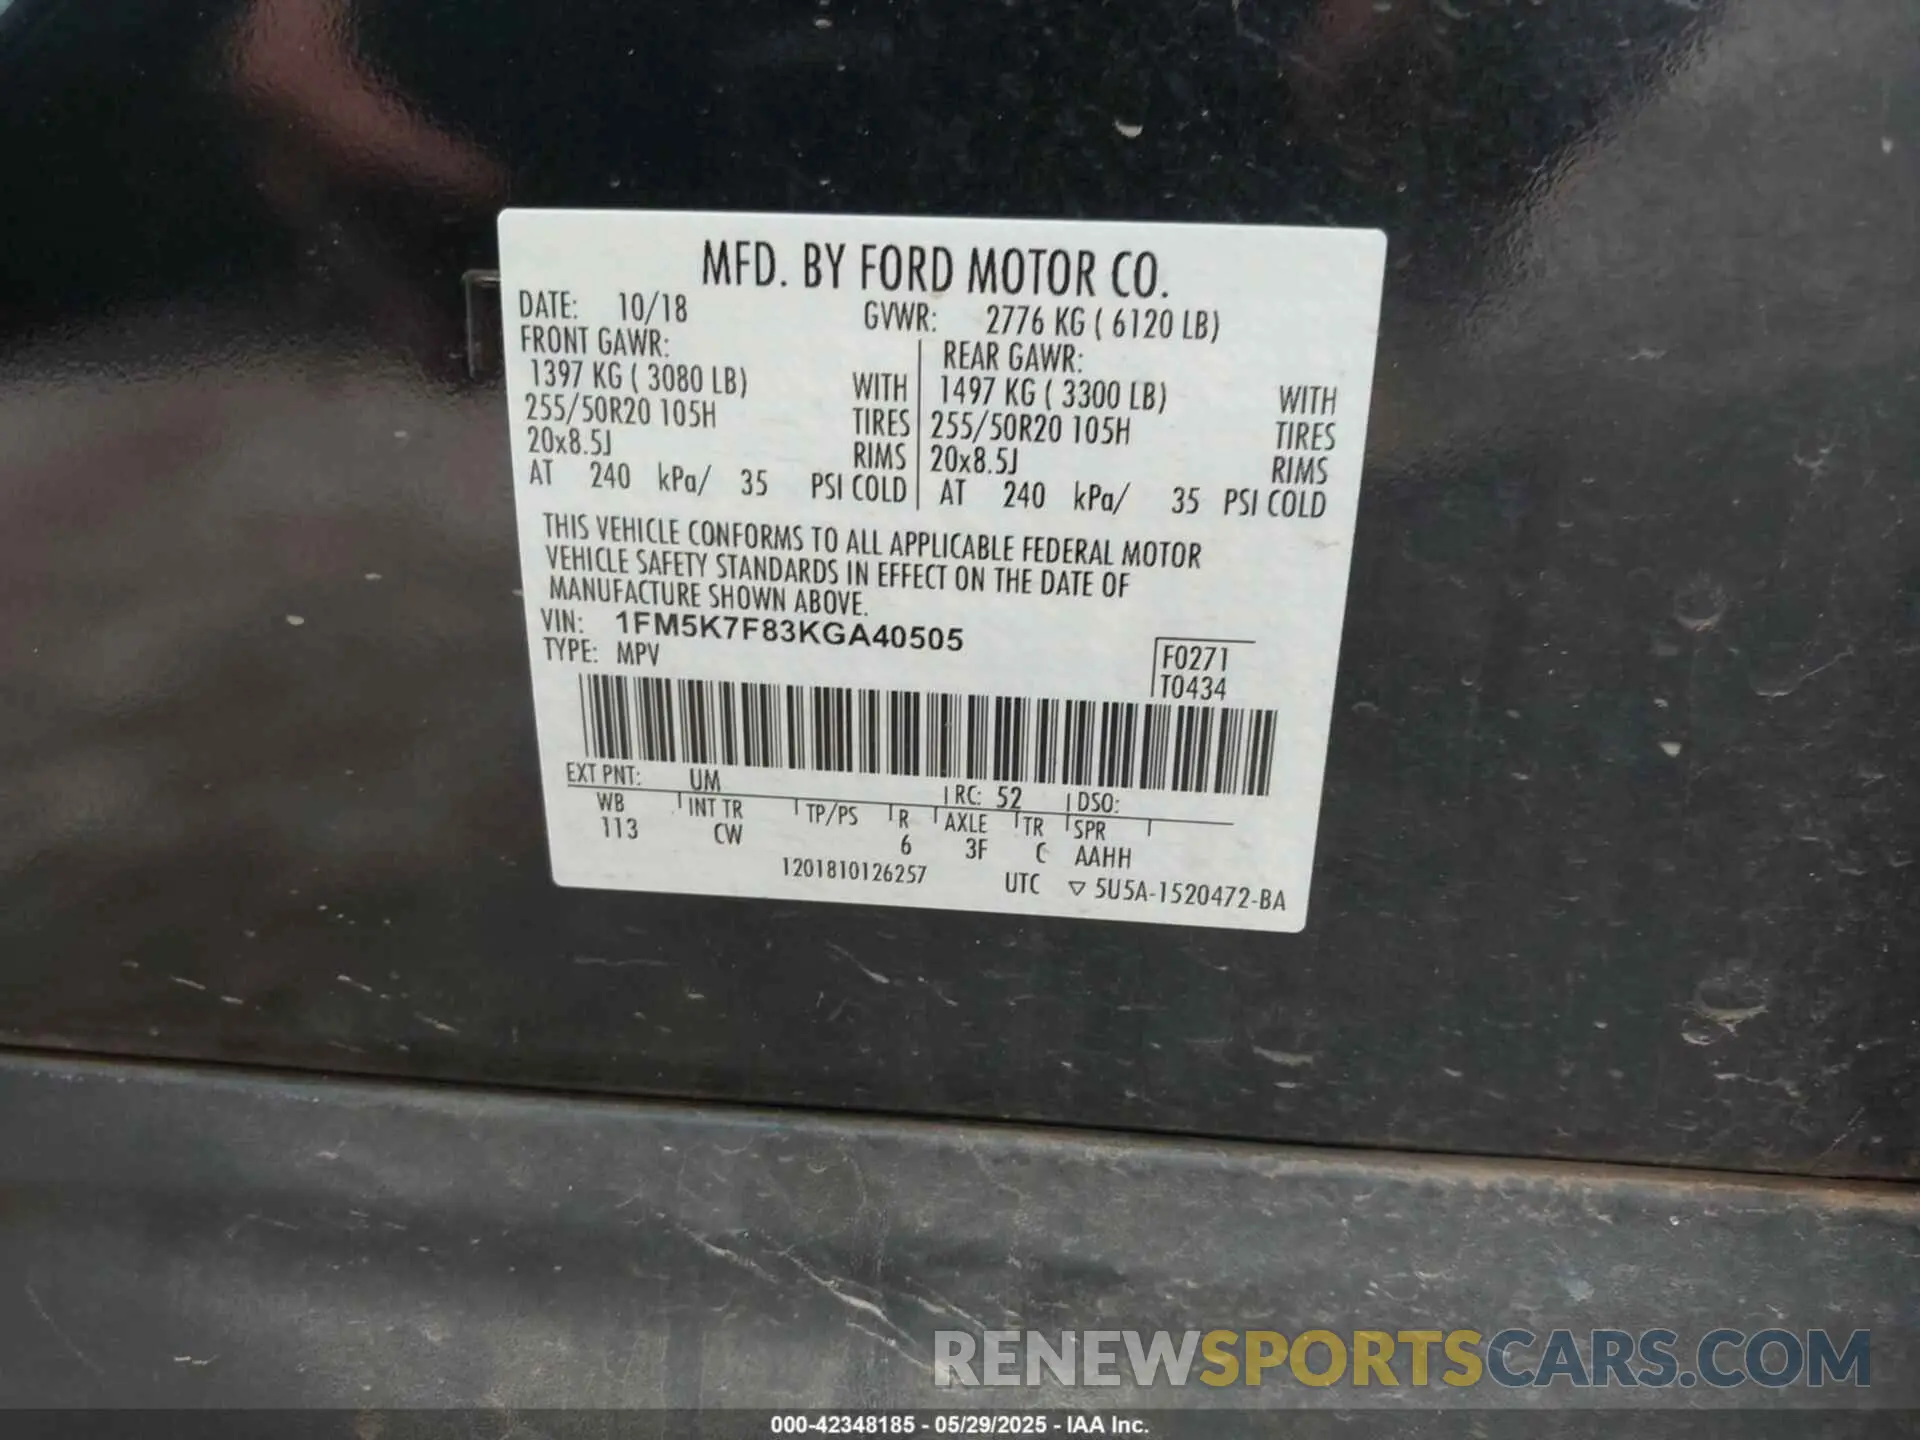 MFD. BY FORD MOTOR CO.
DATE: 10/18 GVWR: 2776 KG ( 6120 LB)
FRONT GAWR: REAR GAWR:
1397 KG ( 3080 LB) WITH 1497 KG ( 3300 LB) WITH
255/50R20 105H TIRES 255/50R20 105H TIRES
20x8.5J RIMS 20x8.5J RIMS
AT 240 kPa/ 35 PSI COLD AT 240 kPa/ 35 PSI COLD
THIS VEHICLE CONFORMS TO ALL APPLICABLE FEDERAL MOTOR
VEHICLE SAFETY STANDARDS IN EFFECT ON THE DATE OF
MANUFACTURE SHOWN ABOVE.
VIN: 1FM5K7F83KGA40505
TYPE: MPV F0271
T0434
EXT PNT: UM RC: 52 DSO:
WB INT TR TP/PS R AXLE TR SPR
113 CW 6 3F C AAHH
1201810126257 UTC ▽ 5U5A-1520472-BA
RENEWSPORTSCARS.COM
000-42348185 - 05/29/2025 - IAA Inc.